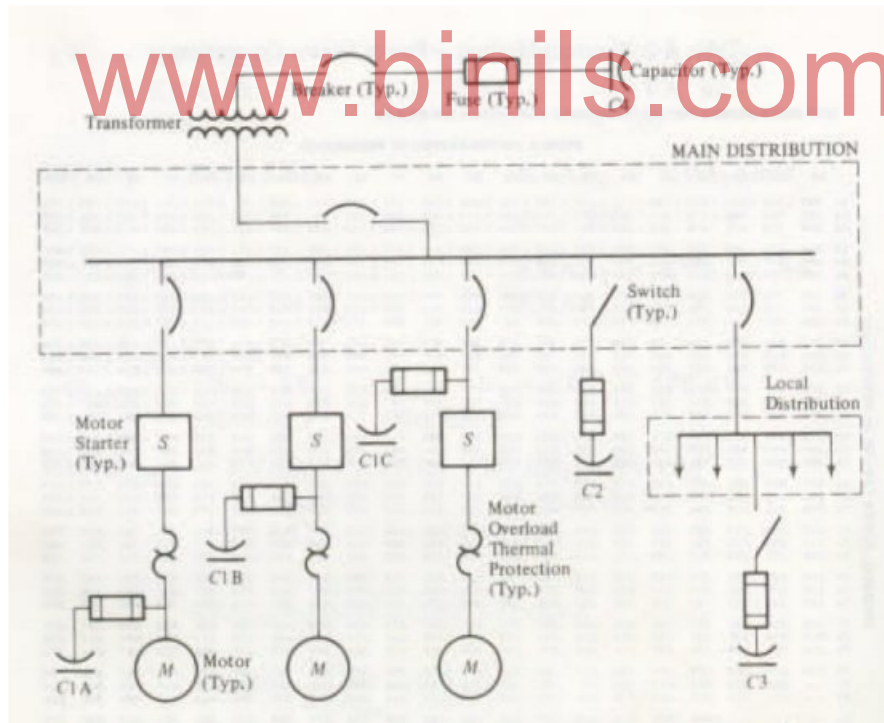 www.binils.com
Capacitor (Typ.)
Breaker (Typ.)
Fuse (Typ.)
C4
Transformer
MAIN DISTRIBUTION
Switch
(Typ.)
Local
Distribution
Motor
Starter
(Typ.)
S
S
S
C1C
C2
Motor
Overload
Thermal
Protection
(Typ.)
C1B
M
Motor
(Typ.)
M
M
C1A
C3